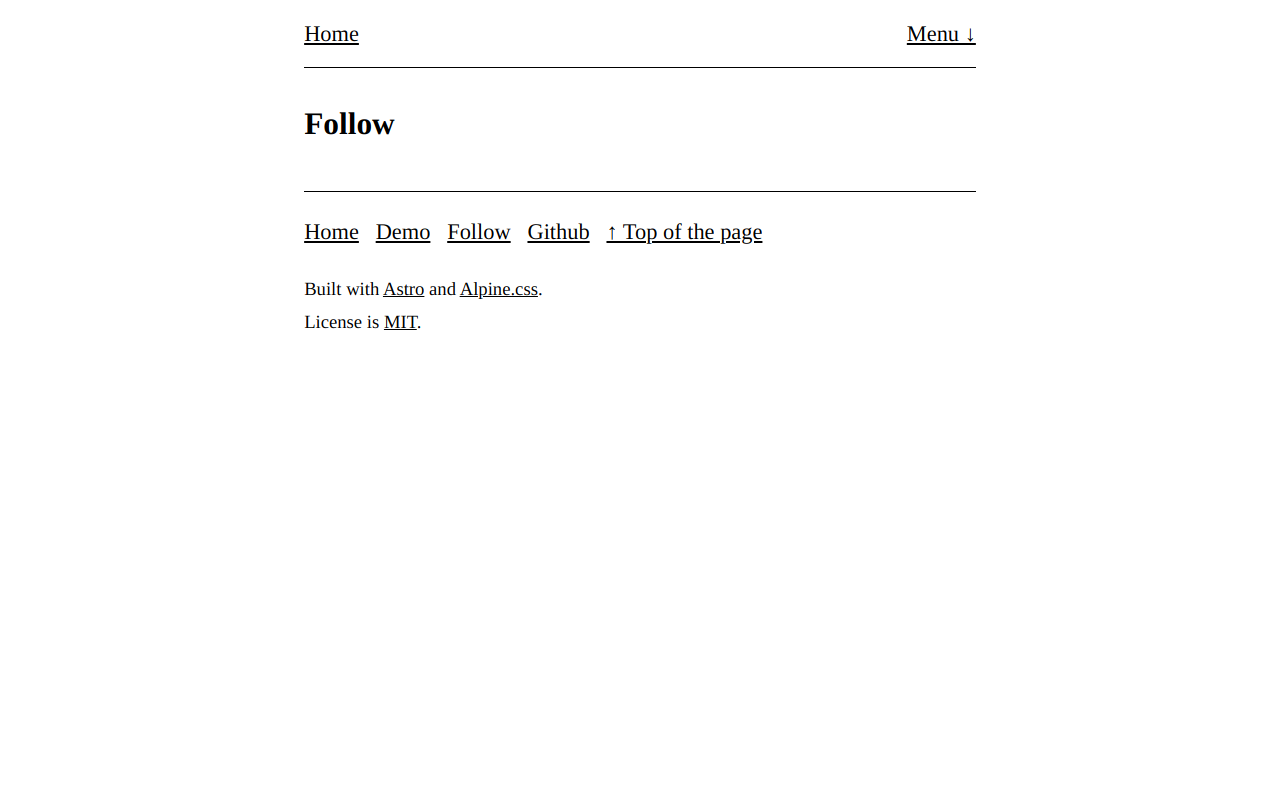 Home Menu ↓
Follow
Home Demo Follow Github ↑ Top of the page
Built with Astro and Alpine.css.
License is MIT.